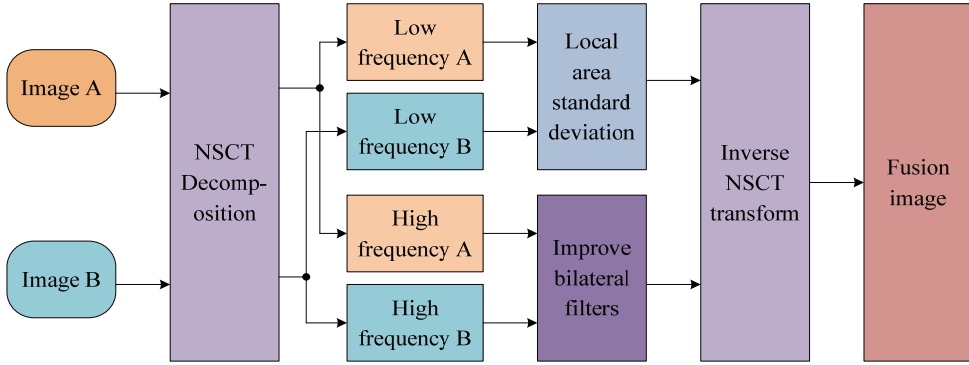 Image A
Image B
NSCT
Decomp-
osition
Low
frequency A
Low
frequency B
High
frequency A
High
frequency B
Local
area
standard
deviation
Improve
bilateral
filters
Inverse
NSCT
transform
Fusion
image